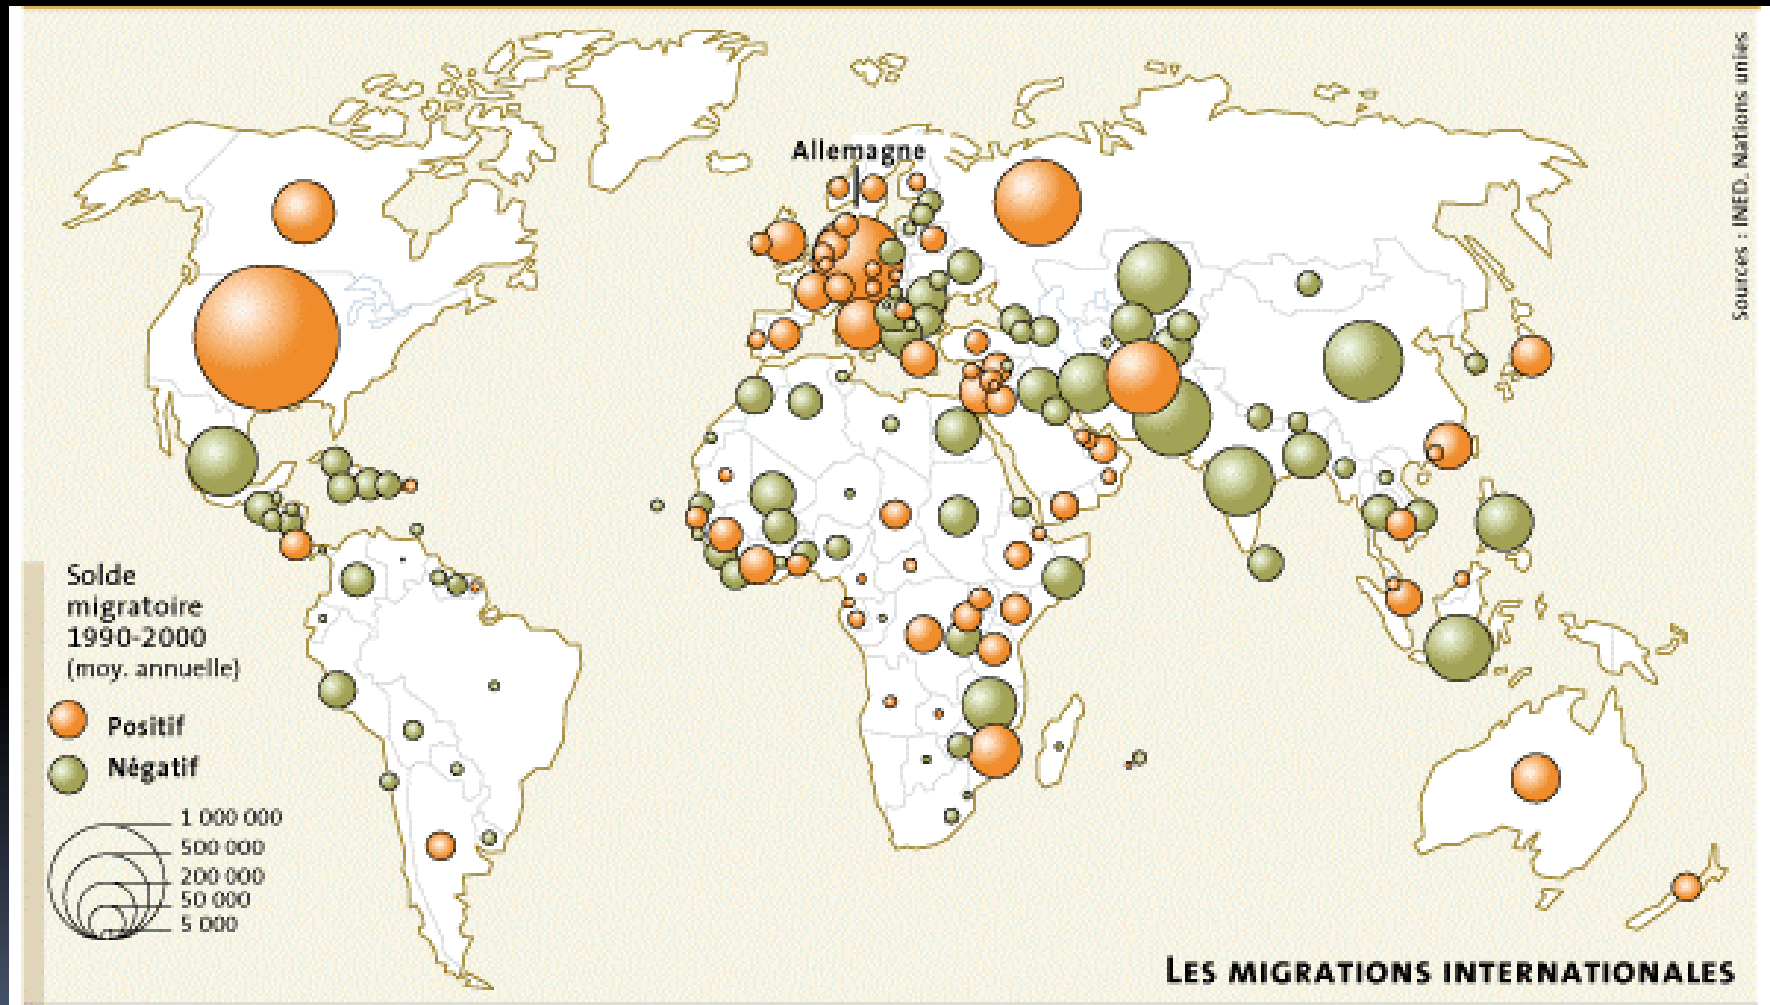 Allemagne
Sources : INED, Nations unies
Solde
migratoire
1990-2000
(moy. annuelle)
Positif
Négatif
1 000 000
500 000
200 000
50 000
5 000
LES MIGRATIONS INTERNATIONALES